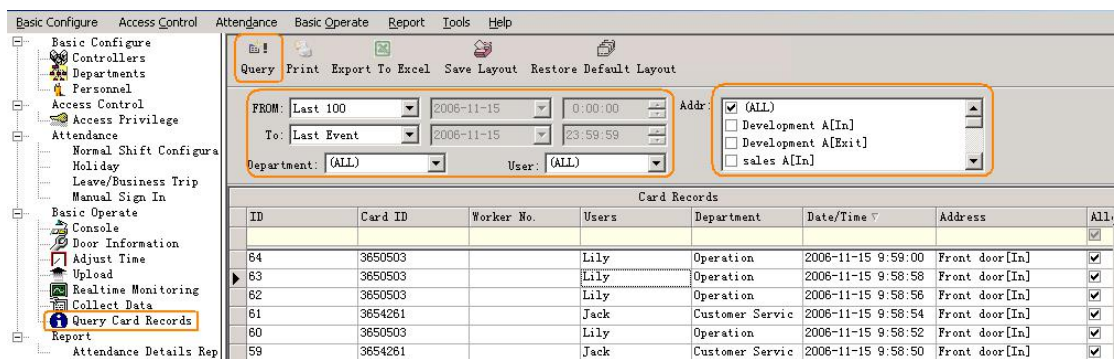 Basic Configure Access Control Attendance Basic Operate Report Tools Help
Basic Configure
Controllers
Departments
Personnel
Access Control
Access Privilege
Attendance
Normal Shift Configura
Holiday
Leave/Business Trip
Manual Sign In
Basic Operate
Console
Door Information
Adjust Time
Upload
Realtime Monitoring
Collect Data
Query Card Records
Report
Attendance Details Rep
Query Print Export To Excel Save Layout Restore Default Layout
FROM: Last 100 2006-11-15 0:00:00
To: Last Event 2006-11-15 23:59:59
Department: (ALL) User: (ALL)
Addr: (ALL)
Development A[In]
Development A[Exit]
sales A[In]
Card Records
ID Card ID Worker No. Users Department Date/Time Address All
64 3650503 Lily Operation 2006-11-15 9:59:00 Front door[In]
63 3650503 Lily Operation 2006-11-15 9:58:58 Front door[In]
62 3650503 Lily Operation 2006-11-15 9:58:56 Front door[In]
61 3654261 Jack Customer Servic 2006-11-15 9:58:54 Front door[In]
60 3650503 Lily Operation 2006-11-15 9:58:52 Front door[In]
59 3654261 Jack Customer Servic 2006-11-15 9:58:50 Front door[In]